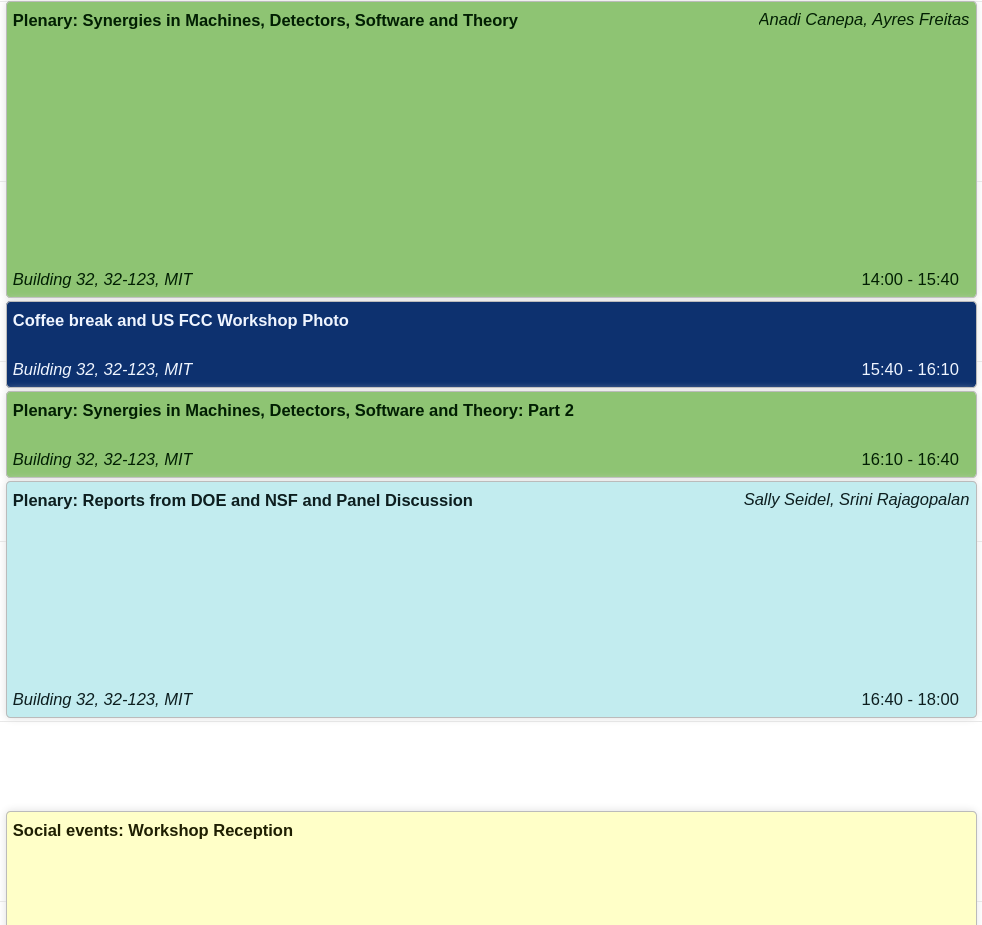 Plenary: Synergies in Machines, Detectors, Software and Theory
Anadi Canepa, Ayres Freitas
Building 32, 32-123, MIT
14:00 - 15:40
Coffee break and US FCC Workshop Photo
Building 32, 32-123, MIT
15:40 - 16:10
Plenary: Synergies in Machines, Detectors, Software and Theory: Part 2
Building 32, 32-123, MIT
16:10 - 16:40
Plenary: Reports from DOE and NSF and Panel Discussion
Sally Seidel, Srini Rajagopalan
Building 32, 32-123, MIT
16:40 - 18:00
Social events: Workshop Reception